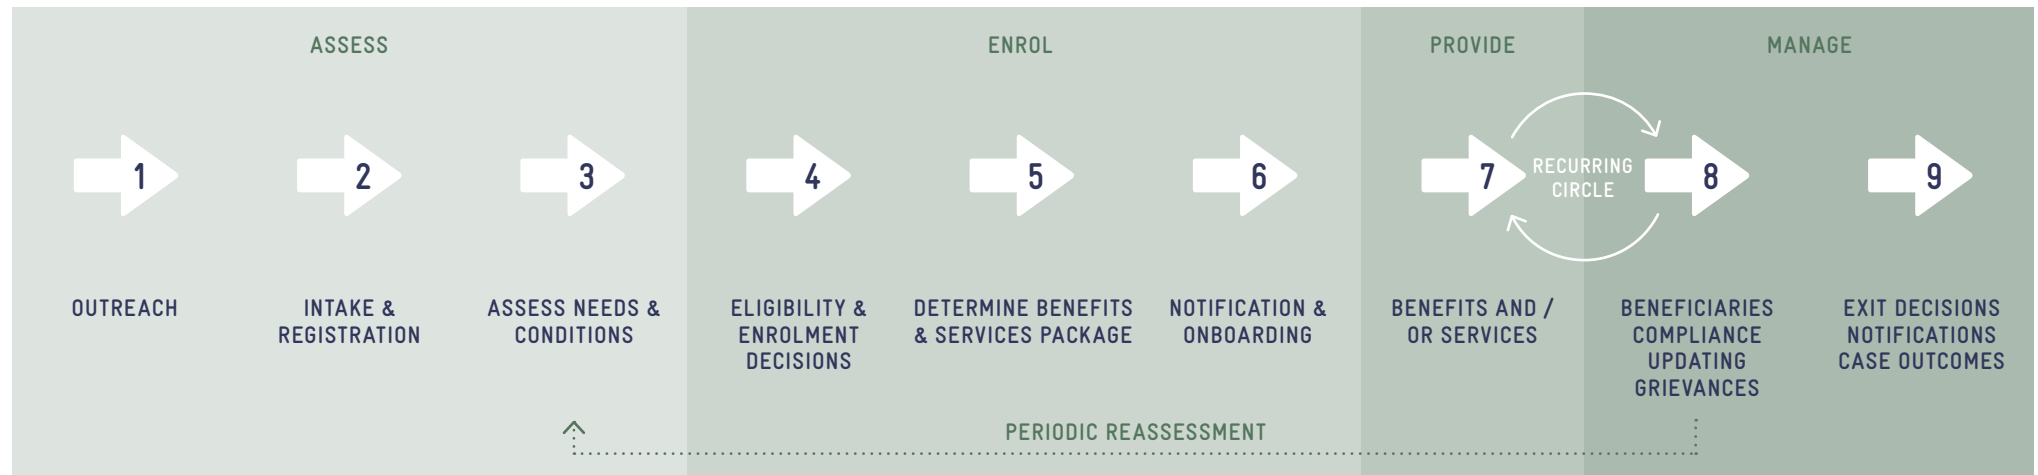 ASSESS
ENROL
PROVIDE
MANAGE
1
2
3
4
5
6
7
RECURRING
CIRCLE
8
9
OUTREACH
INTAKE &
REGISTRATION
ASSESS NEEDS &
CONDITIONS
ELIGIBILITY &
ENROLMENT
DECISIONS
DETERMINE BENEFITS
& SERVICES PACKAGE
NOTIFICATION &
ONBOARDING
BENEFITS AND /
OR SERVICES
BENEFICIARIES
COMPLIANCE
UPDATING
GRIEVANCES
EXIT DECISIONS
NOTIFICATIONS
CASE OUTCOMES
PERIODIC REASSESSMENT